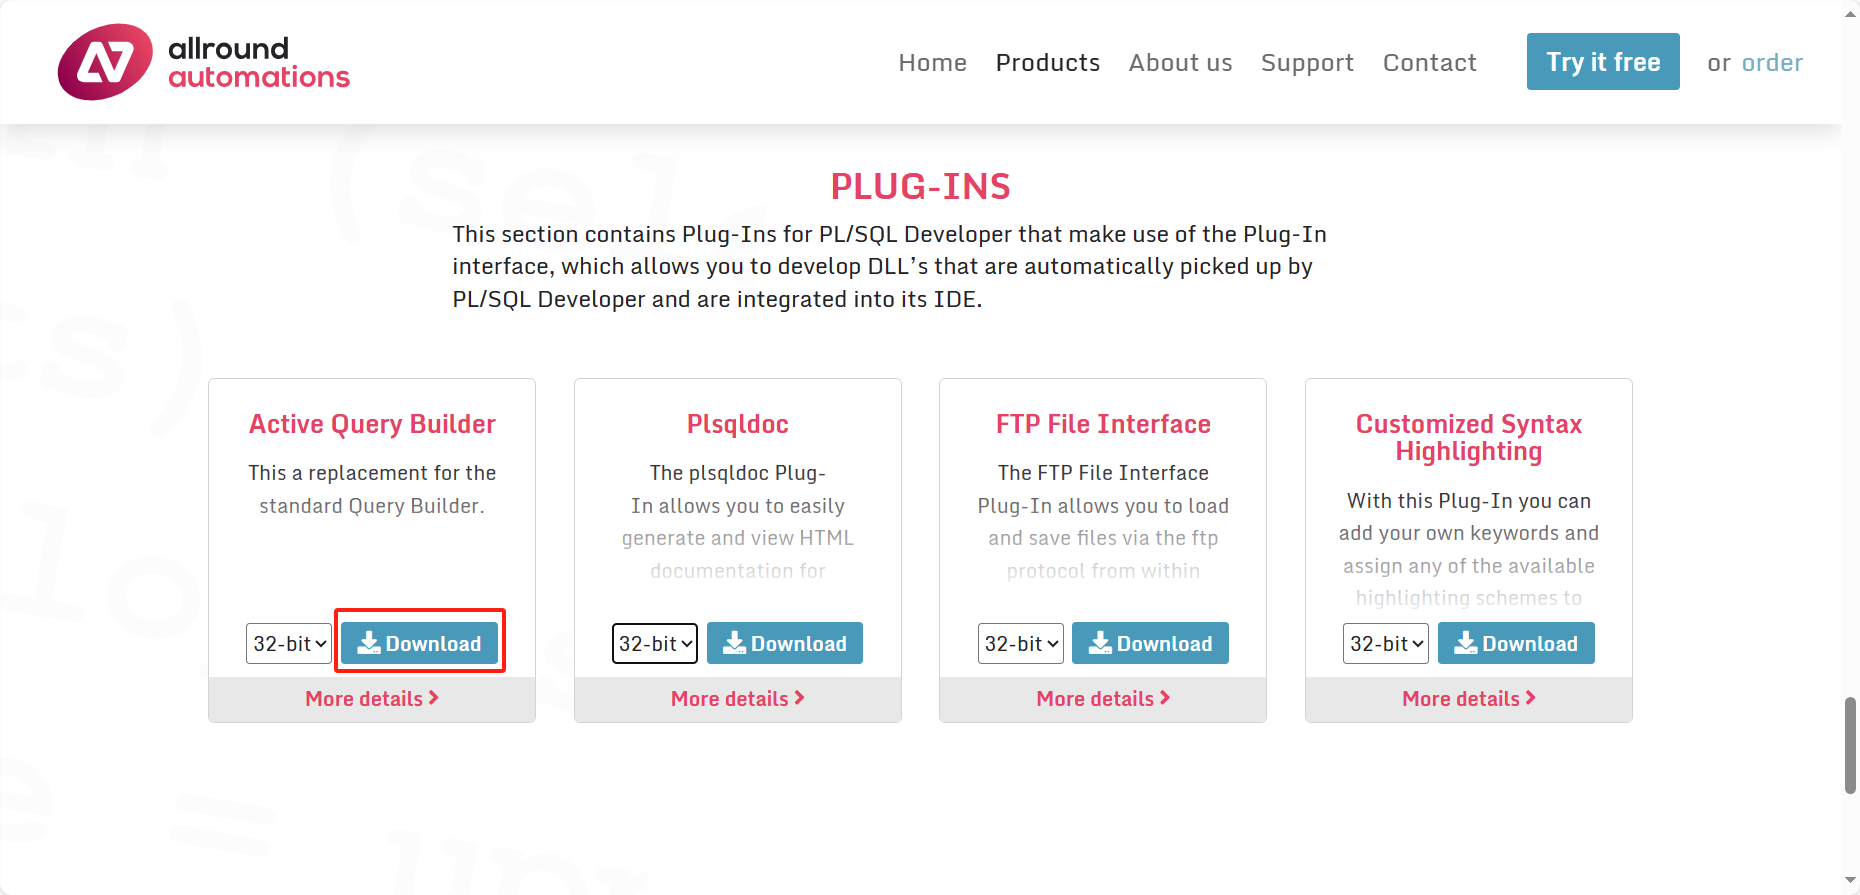 allround
automations
Home Products About us Support Contact Try it free or order
PLUG-INS
This section contains Plug-Ins for PL/SQL Developer that make use of the Plug-In
interface, which allows you to develop DLL’s that are automatically picked up by
PL/SQL Developer and are integrated into its IDE.
Active Query Builder
This a replacement for the
standard Query Builder.
32-bit Download
More details
Plsqldoc
The plsqldoc Plug-
In allows you to easily
generate and view HTML
documentation for
32-bit Download
More details
FTP File Interface
The FTP File Interface
Plug-In allows you to load
and save files via the ftp
protocol from within
32-bit Download
More details
Customized Syntax
Highlighting
With this Plug-In you can
add your own keywords and
assign any of the available
highlighting schemes to
32-bit Download
More details